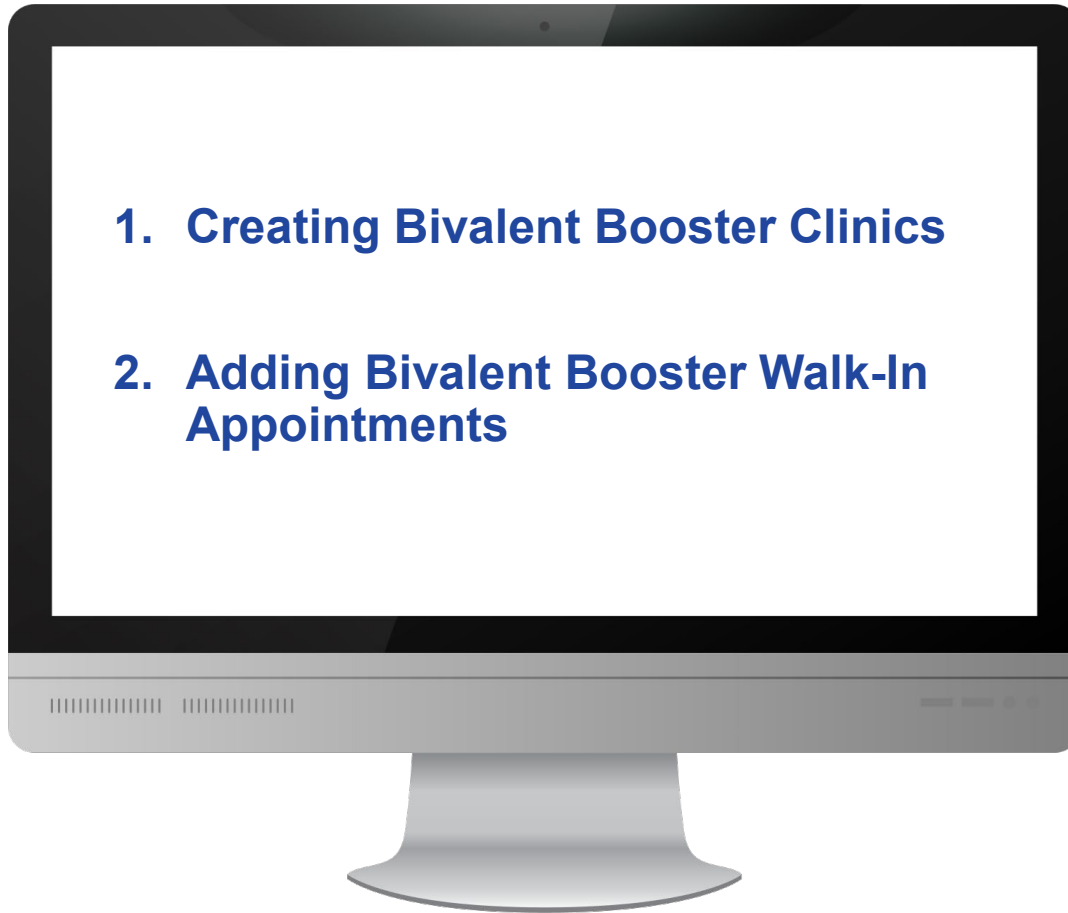 1. Creating Bivalent Booster Clinics
2. Adding Bivalent Booster Walk-In
Appointments